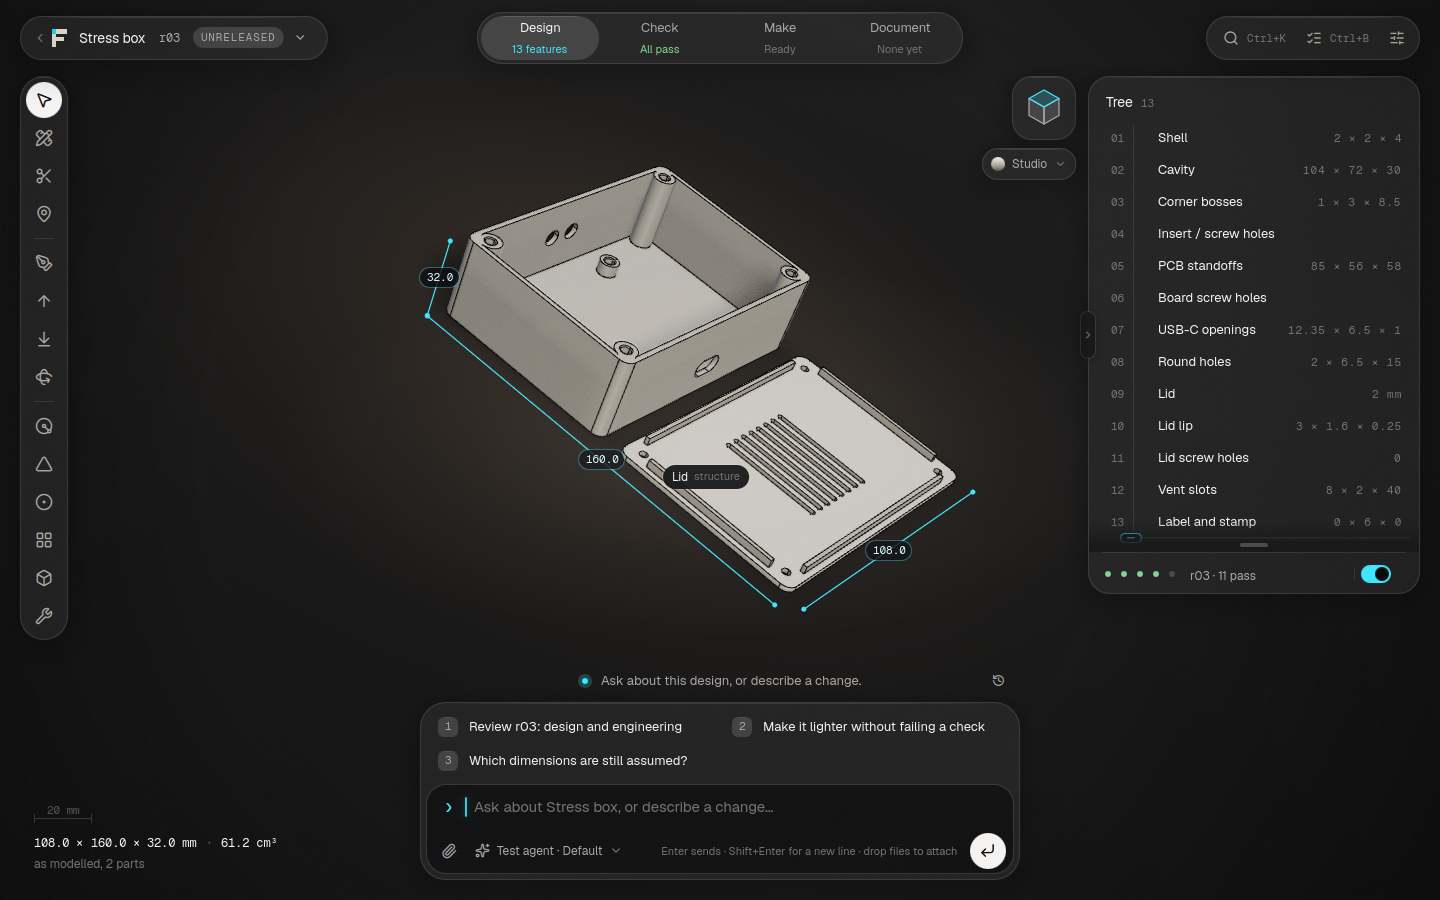 Stress box r03 UNRELEASED
Design
13 features
Check
All pass
Make
Ready
Document
None yet
Ctrl+K Ctrl+B
Studio
Tree 13
01 Shell 2 × 2 × 4
02 Cavity 104 × 72 × 30
03 Corner bosses 1 × 3 × 8.5
04 Insert / screw holes
05 PCB standoffs 85 × 56 × 58
06 Board screw holes
07 USB-C openings 12.35 × 6.5 × 1
08 Round holes 2 × 6.5 × 15
09 Lid 2 mm
10 Lid lip 3 × 1.6 × 0.25
11 Lid screw holes 0
12 Vent slots 8 × 2 × 40
13 Label and stamp 0 × 6 × 0
r03 · 11 pass
32.0
160.0
Lid structure
108.0
Ask about this design, or describe a change.
1 Review r03: design and engineering
2 Make it lighter without failing a check
3 Which dimensions are still assumed?
Ask about Stress box, or describe a change...
Test agent · Default
Enter sends · Shift+Enter for a new line · drop files to attach
20 mm
108.0 × 160.0 × 32.0 mm · 61.2 cm³
as modelled, 2 parts